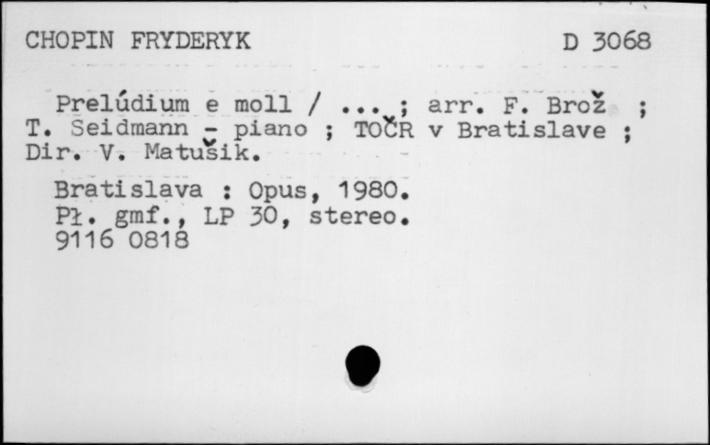 CHOPIN FRYDERYK D 3068
Prelúdium e moll / ... ; arr. F. Brož ;
T. Seidmann - piano ; TOČR v Bratislave ;
Dir. V. Matušik.
Bratislava : Opus, 1980.
Pł. gmf., LP 30, stereo.
9116 0818